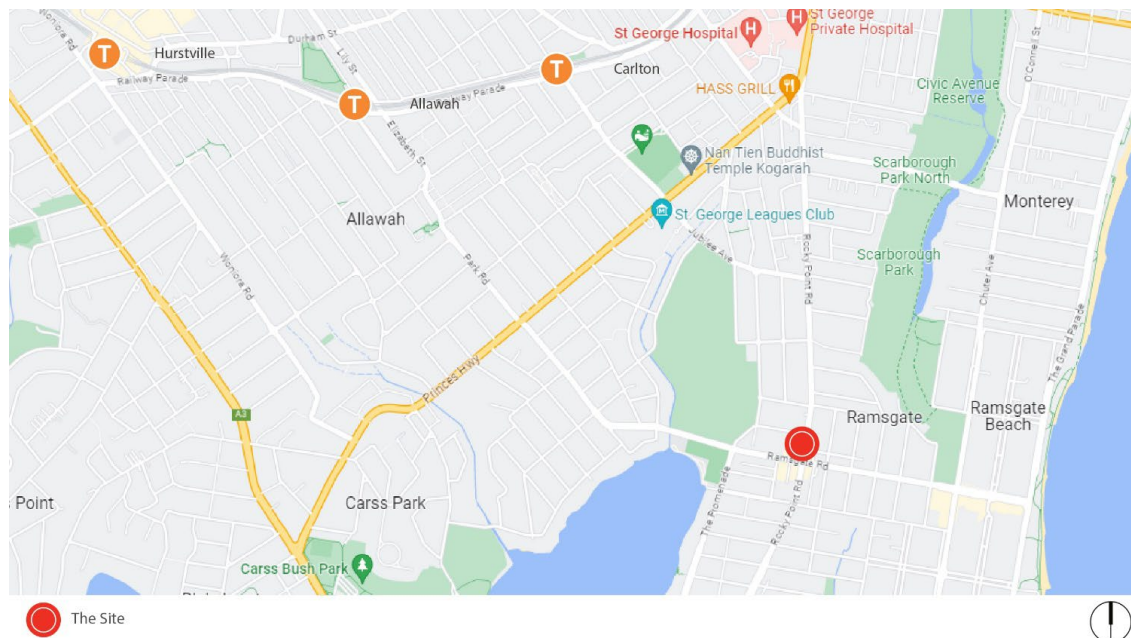 Woniora Rd
T
Hurstville
Durham St
Lily St
Railway Parade
T
Allawah
Railway Parade
T
Carlton
St George Hospital
H
H
St George
Private Hospital
HASS GRILL
O'Connell St
Civic Avenue
Reserve
Elizabeth St
Nan Tien Buddhist
Temple Kogarah
Scarborough
Park North
Monterey
Allawah
St. George Leagues Club
Jubilee Ave
Rocky Point Rd
Woniora Rd
Park Rd
Scarborough
Park
Chuter Ave
The Grand Parade
Princes Hwy
A3
Ramsgate
Ramsgate
Beach
Ramsgate Rd
s Point
Carss Park
The Promenade
Rocky Point Rd
Carss Bush Park
The Site